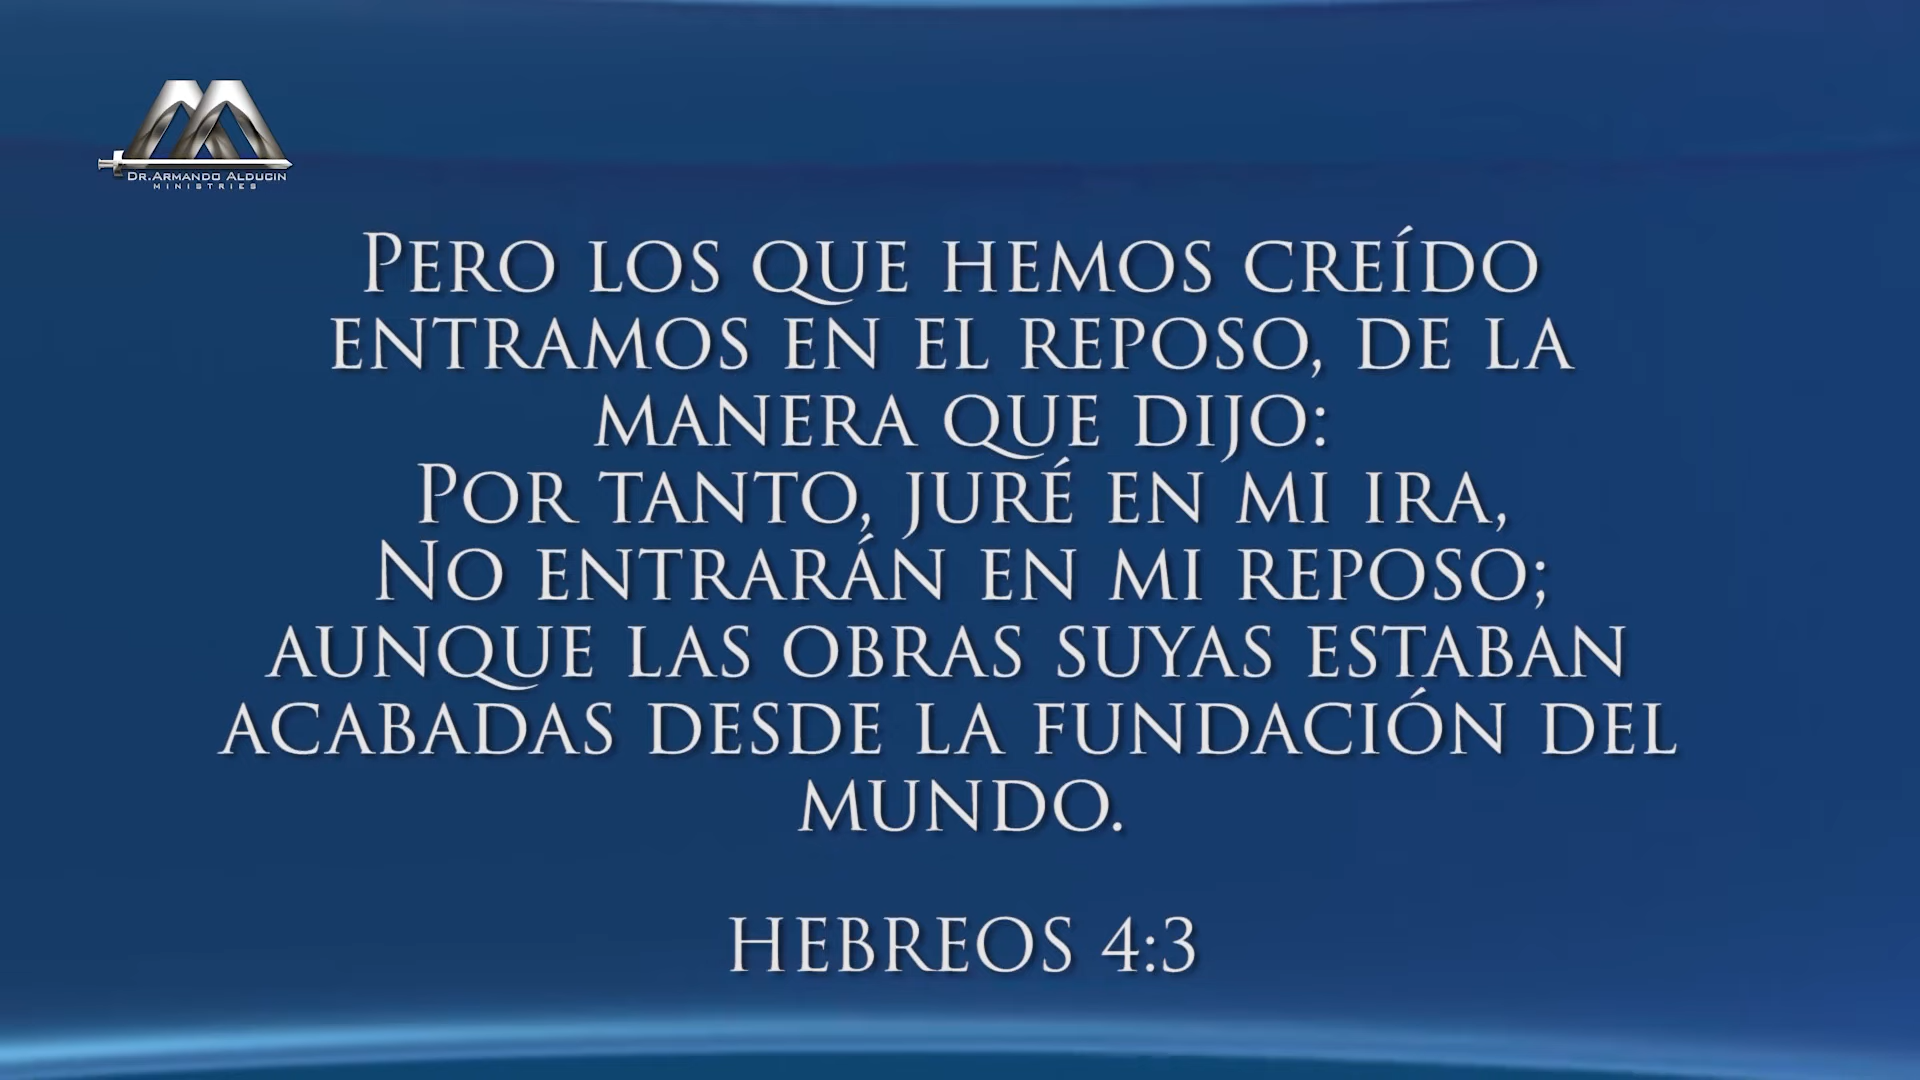 Dr. Armando Alducin
MINISTRIES
Pero los que hemos creído
entramos en el reposo, de la
manera que dijo:
Por tanto, juré en mi ira,
No entrarán en mi reposo;
aunque las obras suyas estaban
acabadas desde la fundación del
mundo.
HEBREOS 4:3